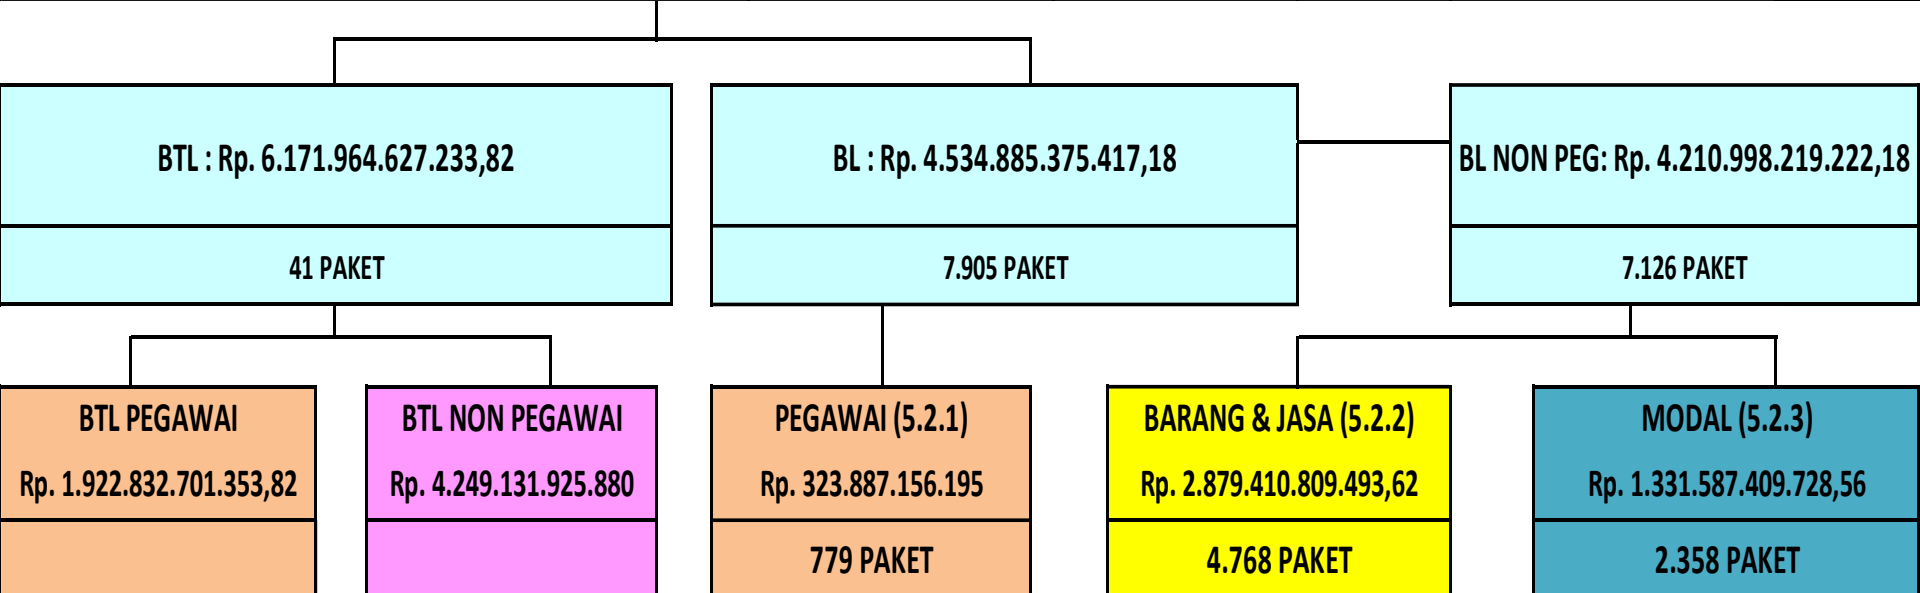 BTL : Rp. 6.171.964.627.233,82
BL : Rp. 4.534.885.375.417,18
BL NON PEG: Rp. 4.210.998.219.222,18
41 PAKET
7.905 PAKET
7.126 PAKET
BTL PEGAWAI
Rp. 1.922.832.701.353,82
BTL NON PEGAWAI
Rp. 4.249.131.925.880
PEGAWAI (5.2.1)
Rp. 323.887.156.195
779 PAKET
BARANG & JASA (5.2.2)
Rp. 2.879.410.809.493,62
4.768 PAKET
MODAL (5.2.3)
Rp. 1.331.587.409.728,56
2.358 PAKET